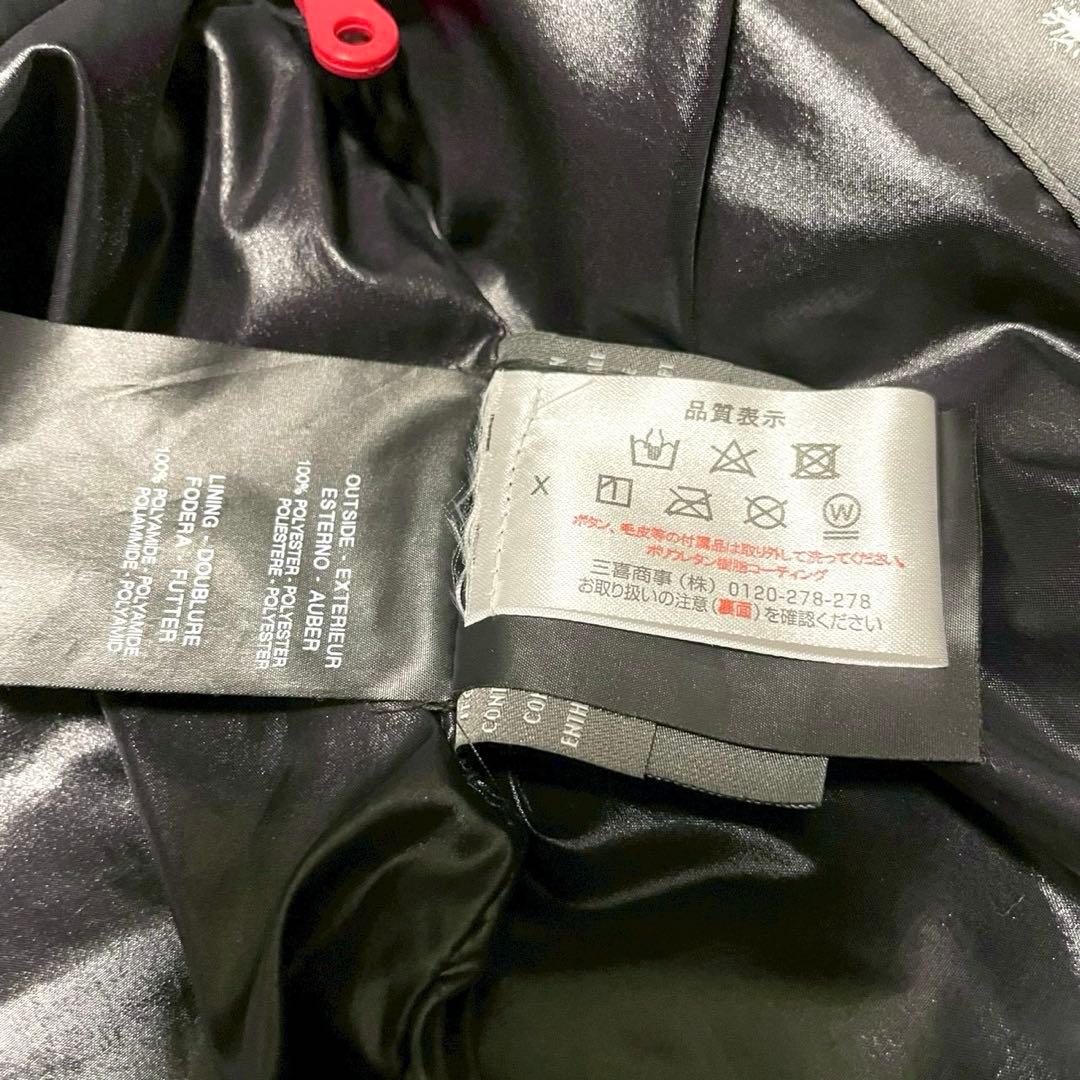 OUTSIDE - EXTERIEUR
ESTERNO - AUBER
100% POLYESTER - POLYESTER
POLIESTERE - POLYESTER
LINING - DOUBLURE
FODERA - FUTTER
100% POLYAMIDE - POLYAMIDE
POLIAMMIDE - POLYAMID
品質表示
X
W
ボタン、毛皮等の付属品は取り外して洗ってください。
ポリウレタン樹脂コーティング
三喜商事(株) 0120-278-278
お取り扱いの注意(裏面)を確認ください
CON
CO
ENTH